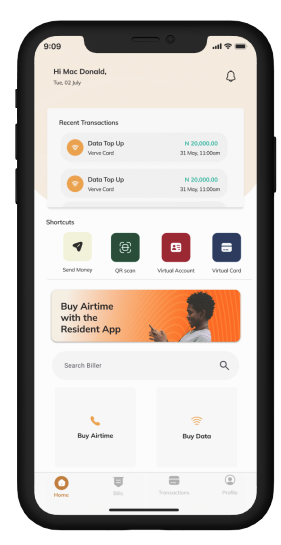 9:09
Hi Mac Donald,
Tue, 02 July
Recent Transactions
Data Top Up N 20,000.00
Verve Card 31 May, 11:00am
Data Top Up N 20,000.00
Verve Card 31 May, 11:00am
Shortcuts
Send Money QR scan Virtual Account Virtual Card
Buy Airtime
with the
Resident App
Search Biller
Buy Airtime Buy Data
Home Bills Transactions Profile